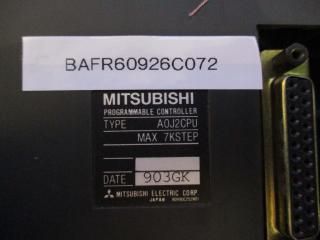 BAFR60926C072
MITSUBISHI
PROGRAMMABLE CONTROLLER
TYPE A0J2CPU
MAX 7KSTEP
DATE 903GK
MITSUBISHI ELECTRIC CORP.
JAPAN